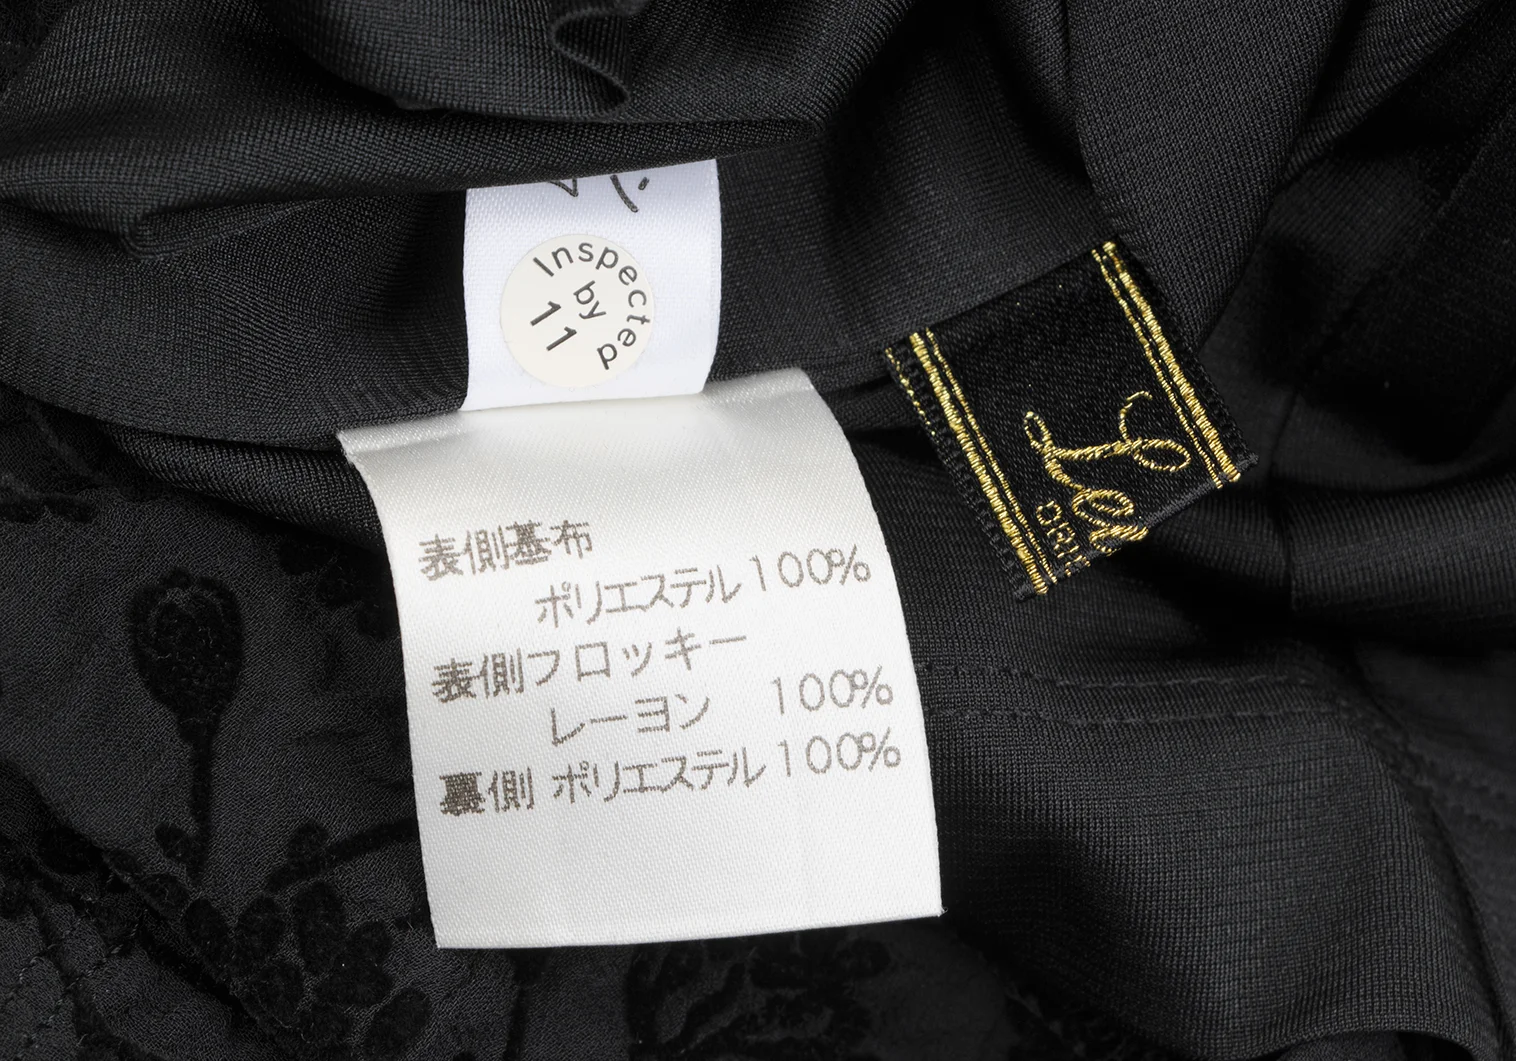 Inspected
by
11
表側基布
ポリエステル100%
表側フロッキー
レーヨン 100%
裏側 ポリエステル100%